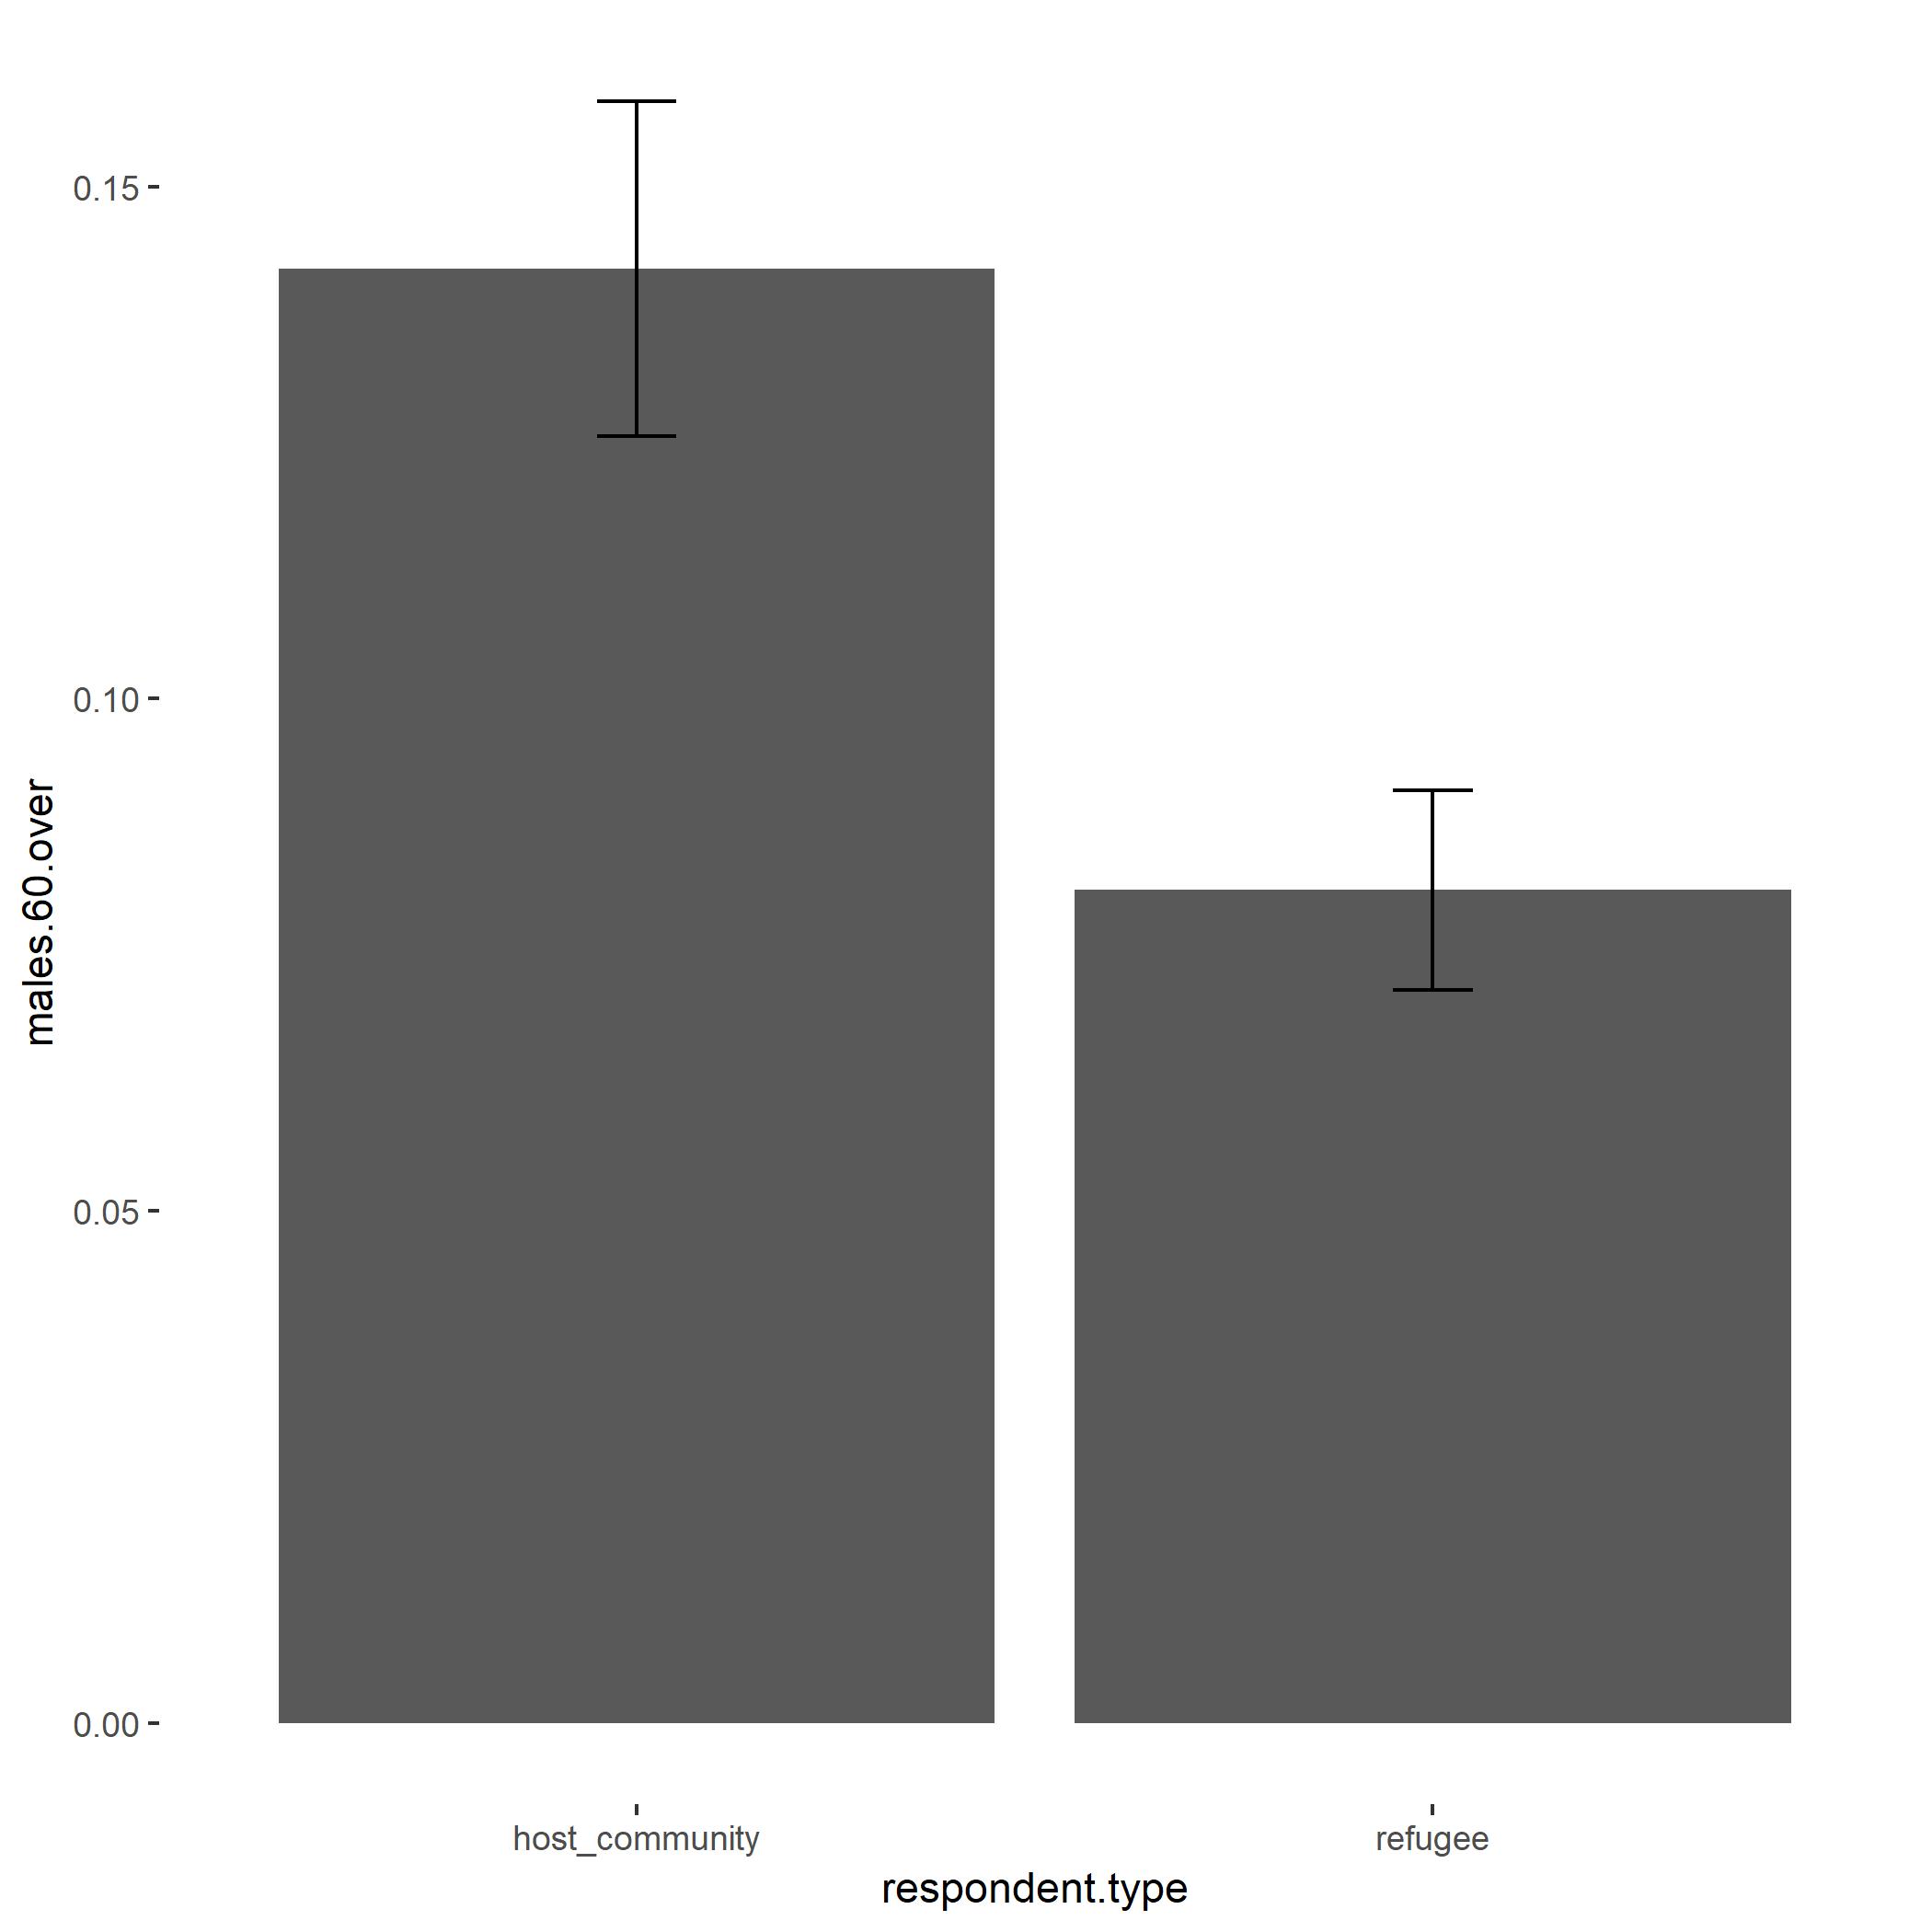 males.60.over
0.15
0.10
0.05
0.00
host_community
refugee
respondent.type